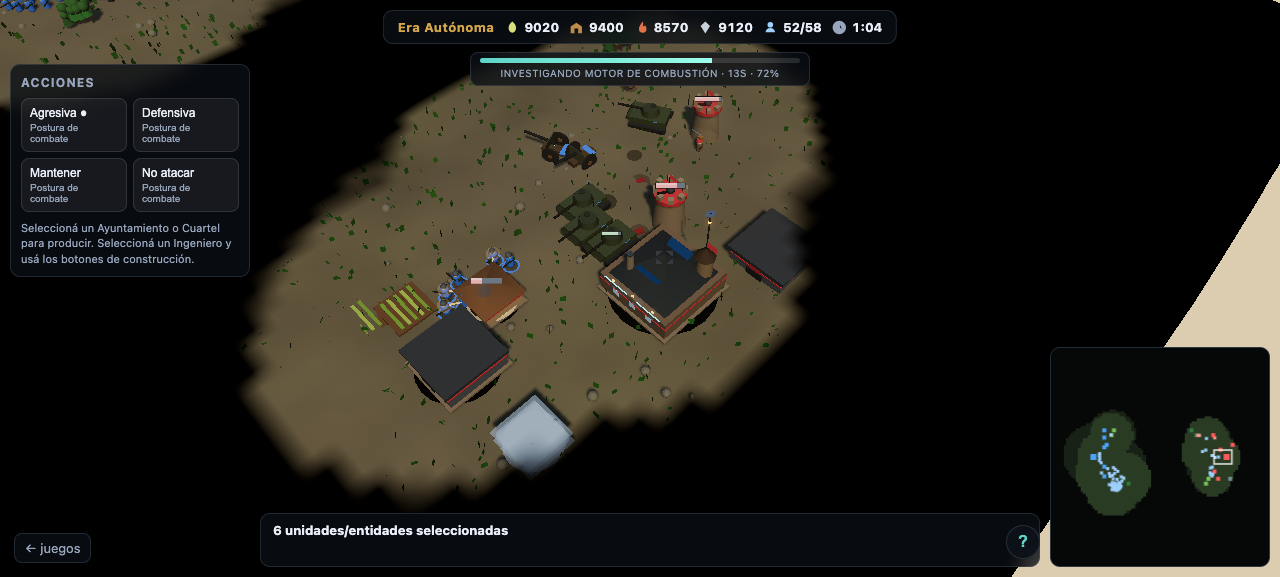 Era Autónoma 9020 9400 8570 9120 52/58 1:04
INVESTIGANDO MOTOR DE COMBUSTIÓN · 13S · 72%
ACCIONES
Agresiva ●
Postura de
combate
Defensiva
Postura de
combate
Mantener
Postura de
combate
No atacar
Postura de
combate
Seleccioná un Ayuntamiento o Cuartel
para producir. Seleccioná un Ingeniero y
usá los botones de construcción.
6 unidades/entidades seleccionadas
?
← juegos